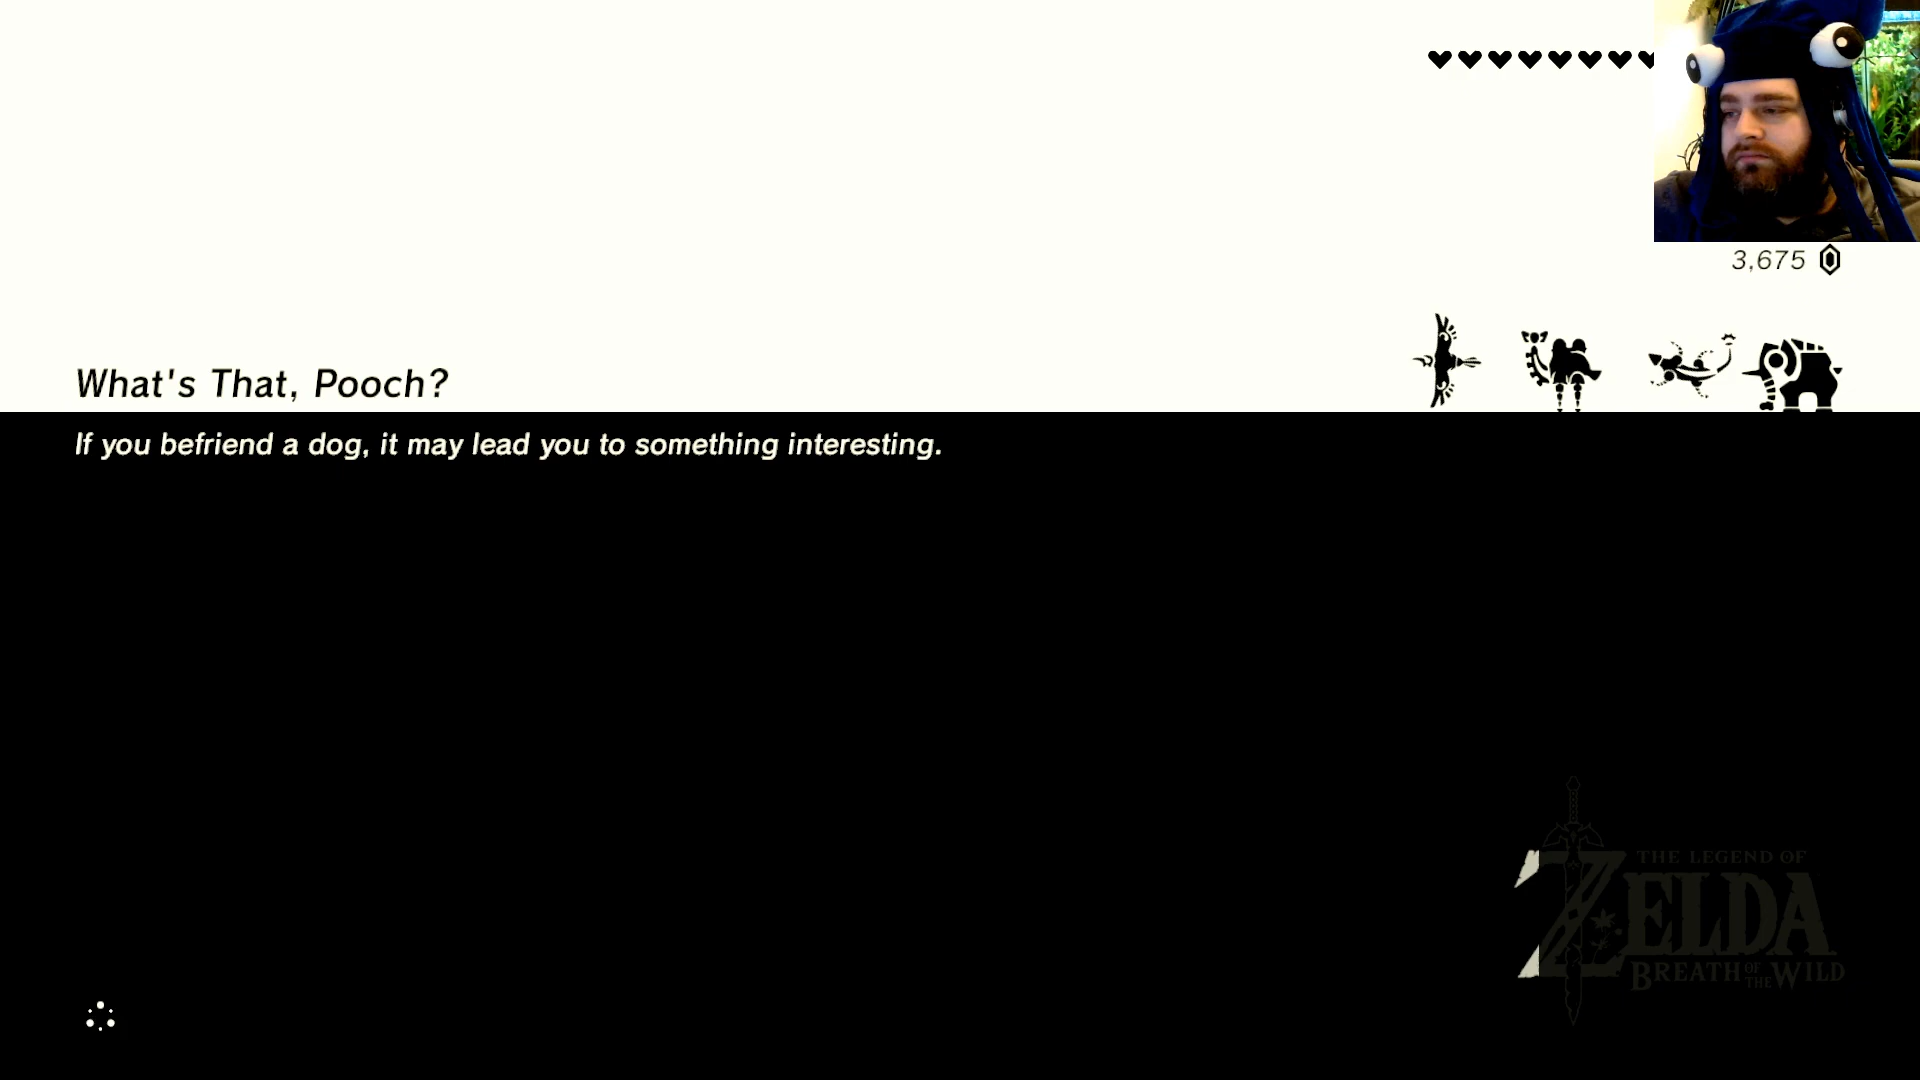 3,675
What's That, Pooch?
If you befriend a dog, it may lead you to something interesting.
THE LEGEND OF
ZELDA
BREATH OF THE WILD